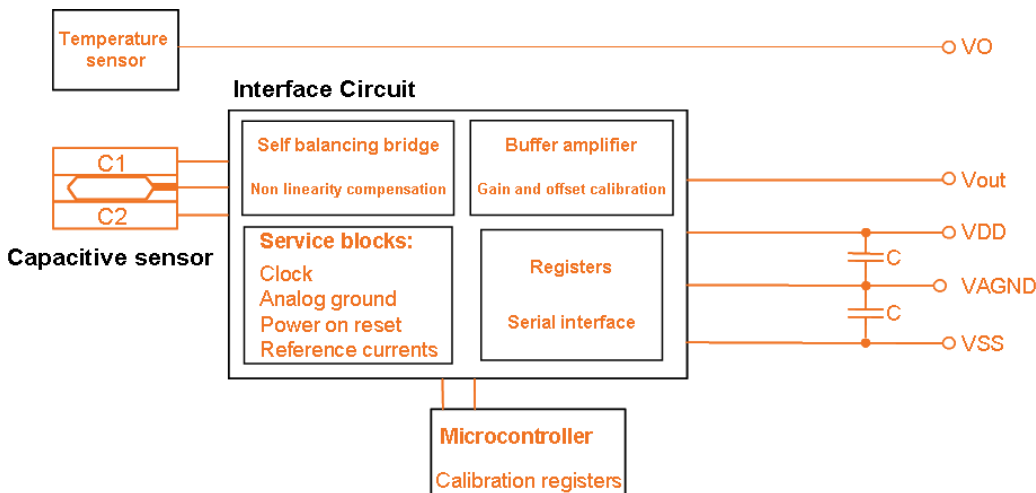 Temperature
sensor
VO
Interface Circuit
C1
C2
Capacitive sensor
Self balancing bridge
Non linearity compensation
Buffer amplifier
Gain and offset calibration
Service blocks:
Clock
Analog ground
Power on reset
Reference currents
Registers
Serial interface
Vout
VDD
C
VAGND
C
VSS
Microcontroller
Calibration registers